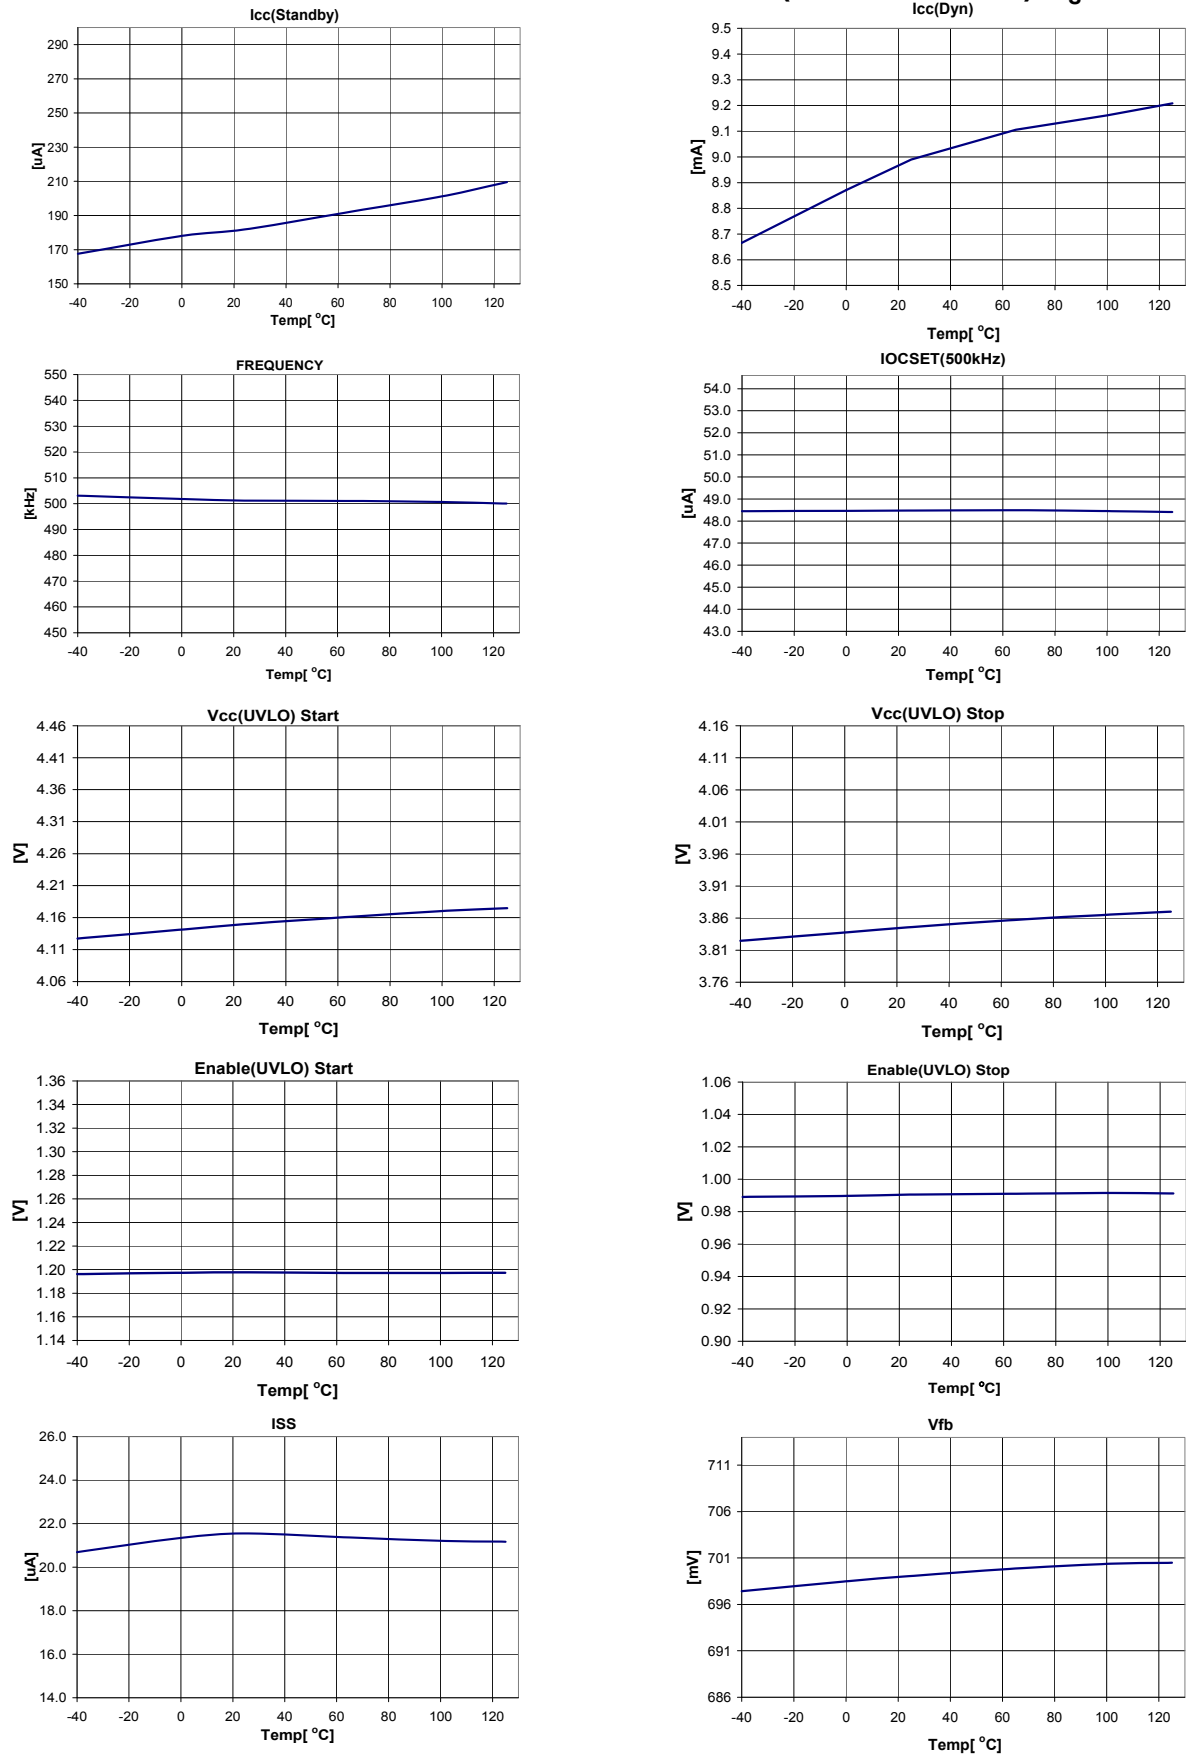 Icc(Standby)
290
270
250
230
210
190
170
150
[uA]
-40 -20 0 20 40 60 80 100 120
Temp[ °C]
Icc(Dyn)
9.5
9.4
9.3
9.2
9.1
9.0
8.9
8.8
8.7
8.6
8.5
[mA]
-40 -20 0 20 40 60 80 100 120
Temp[ °C]
FREQUENCY
550
540
530
520
510
500
490
480
470
460
450
[kHz]
-40 -20 0 20 40 60 80 100 120
Temp[ °C]
IOCSET(500kHz)
54.0
53.0
52.0
51.0
50.0
49.0
48.0
47.0
46.0
45.0
44.0
43.0
[uA]
-40 -20 0 20 40 60 80 100 120
Temp[ °C]
Vcc(UVLO) Start
4.46
4.41
4.36
4.31
4.26
4.21
4.16
4.11
4.06
[V]
-40 -20 0 20 40 60 80 100 120
Temp[ °C]
Vcc(UVLO) Stop
4.16
4.11
4.06
4.01
3.96
3.91
3.86
3.81
3.76
[V]
-40 -20 0 20 40 60 80 100 120
Temp[ °C]
Enable(UVLO) Start
1.36
1.34
1.32
1.30
1.28
1.26
1.24
1.22
1.20
1.18
1.16
1.14
[V]
-40 -20 0 20 40 60 80 100 120
Temp[ °C]
Enable(UVLO) Stop
1.06
1.04
1.02
1.00
0.98
0.96
0.94
0.92
0.90
[V]
-40 -20 0 20 40 60 80 100 120
Temp[ °C]
ISS
26.0
24.0
22.0
20.0
18.0
16.0
14.0
[uA]
-40 -20 0 20 40 60 80 100 120
Temp[ °C]
Vfb
711
706
701
696
691
686
[mV]
-40 -20 0 20 40 60 80 100 120
Temp[ °C]